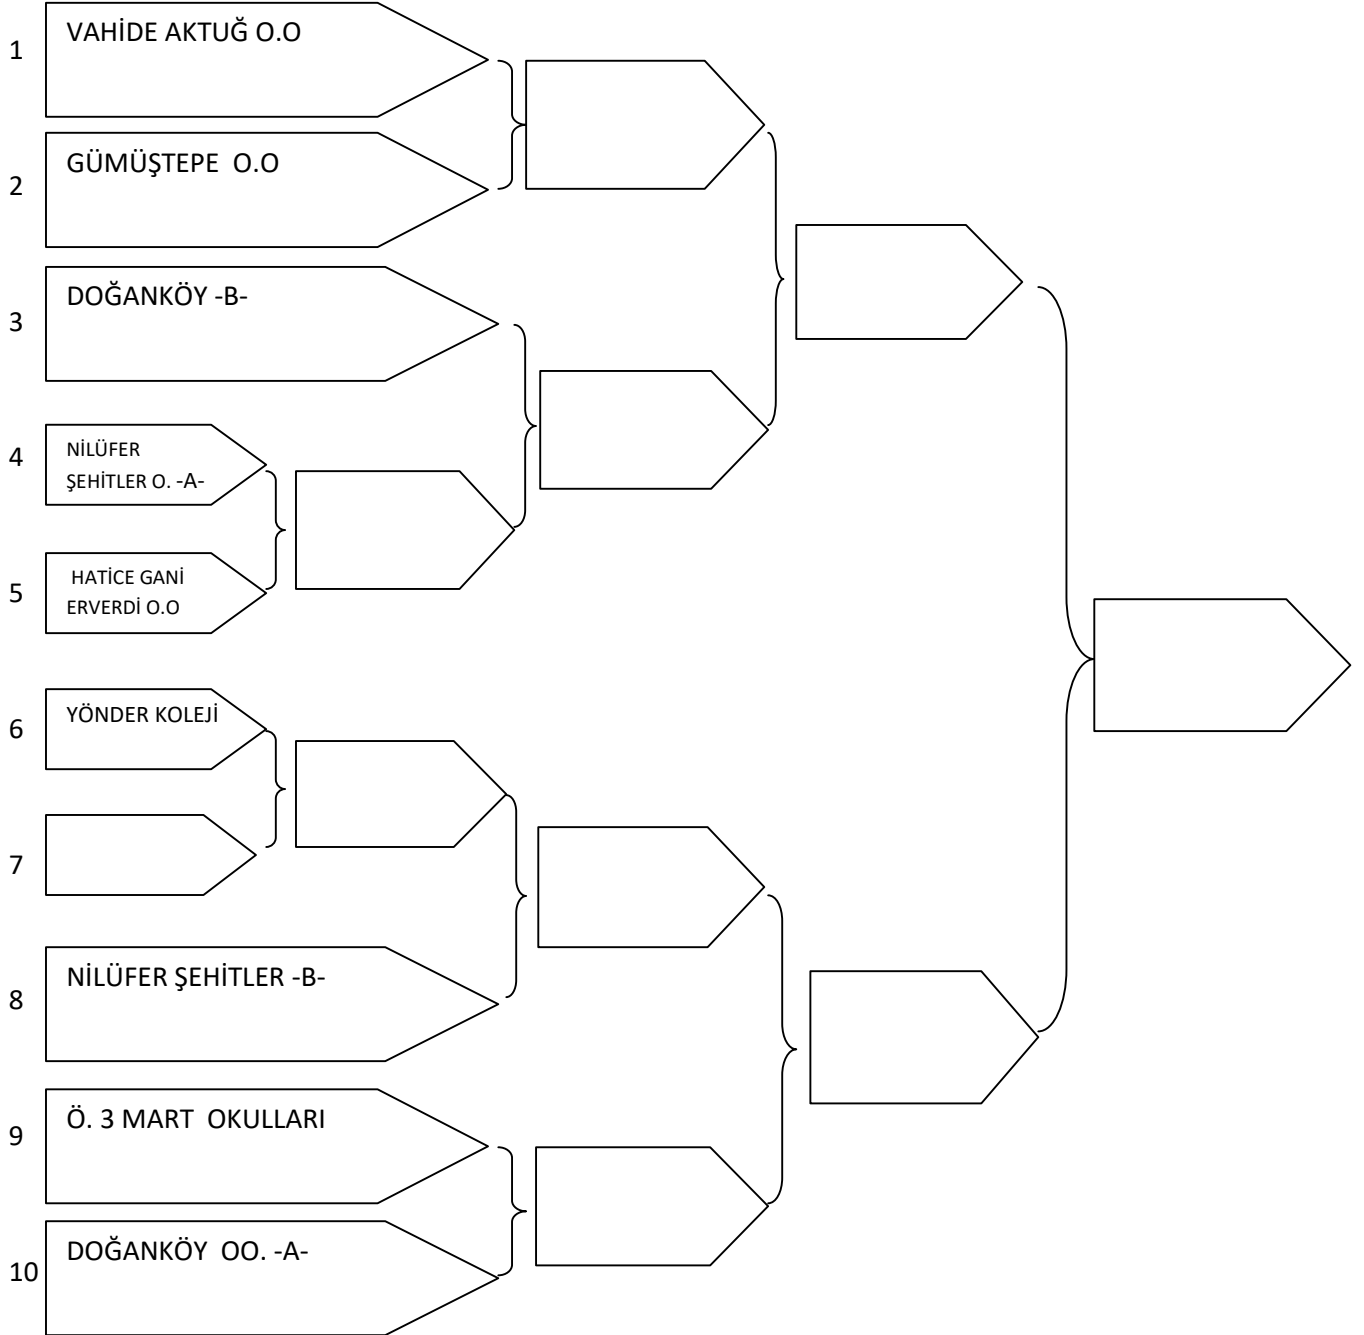 1
VAHİDE AKTUĞ O.O
2
GÜMÜŞTEPE  O.O
3
DOĞANKÖY -B-
4
NİLÜFER
ŞEHİTLER O. -A-
5
HATİCE GANİ
ERVERDİ O.O
6
YÖNDER KOLEJİ
7
8
NİLÜFER ŞEHİTLER -B-
9
Ö. 3 MART  OKULLARI
10
DOĞANKÖY  OO. -A-